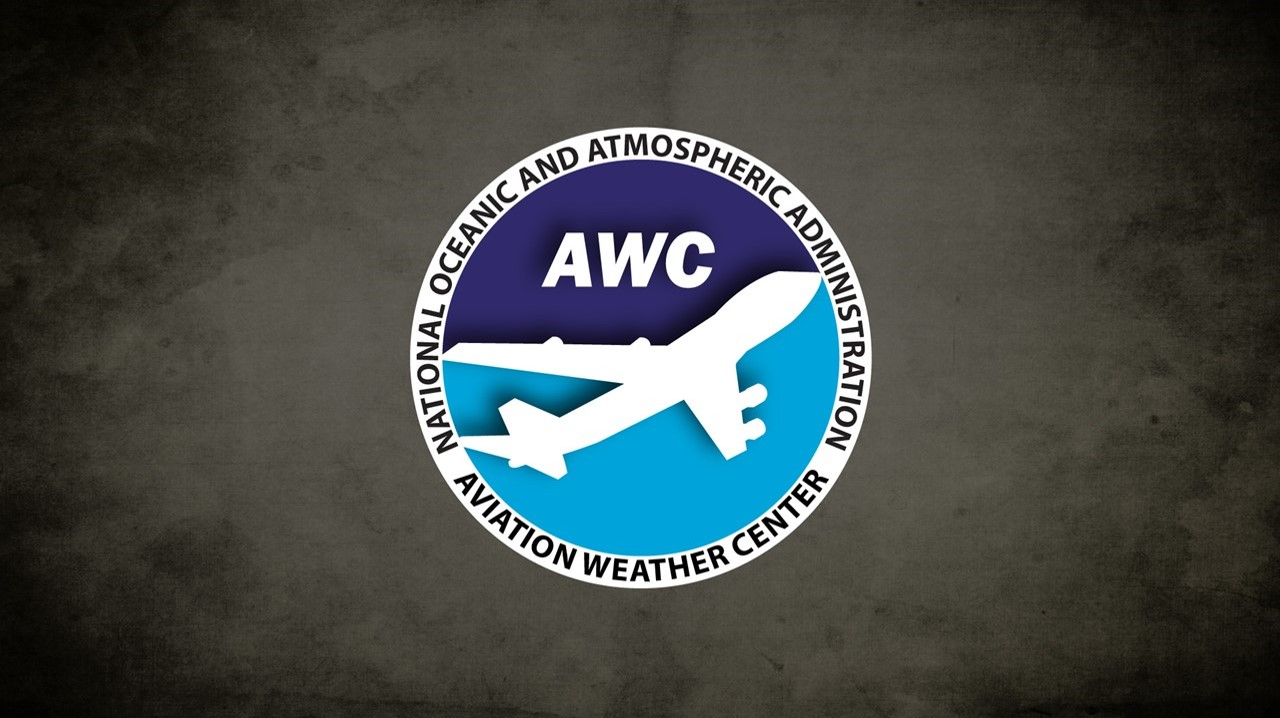 NATIONAL OCEANIC AND ATMOSPHERIC ADMINISTRATION
AWC
AVIATION WEATHER CENTER